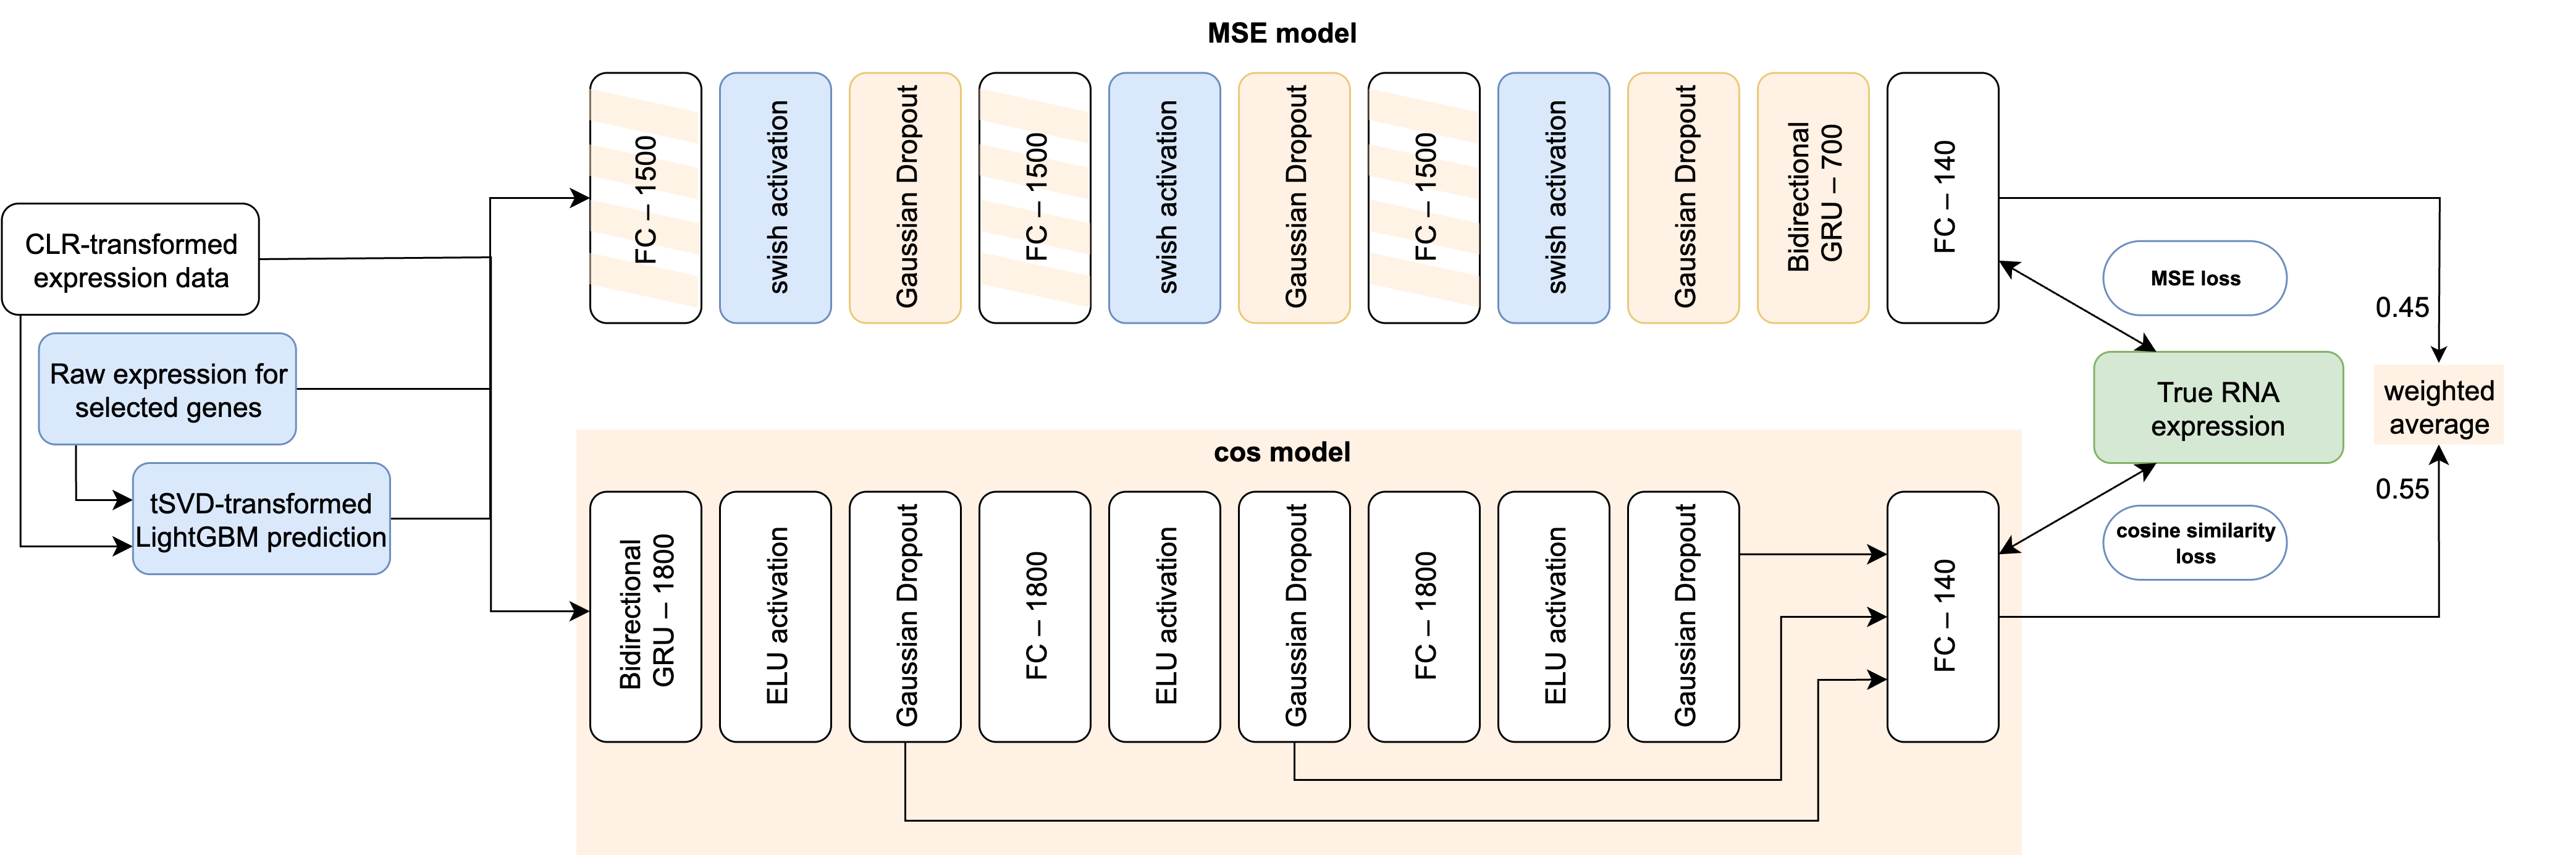 MSE model
CLR-transformed
expression data
Raw expression for
selected genes
tSVD-transformed
LightGBM prediction
FC – 1500
swish activation
Gaussian Dropout
FC – 1500
swish activation
Gaussian Dropout
FC – 1500
swish activation
Gaussian Dropout
Bidirectional
GRU – 700
FC – 140
MSE loss
True RNA
expression
0.45
weighted
average
0.55
cosine similarity
loss
cos model
Bidirectional
GRU – 1800
ELU activation
Gaussian Dropout
FC – 1800
ELU activation
Gaussian Dropout
FC – 1800
ELU activation
Gaussian Dropout
FC – 140